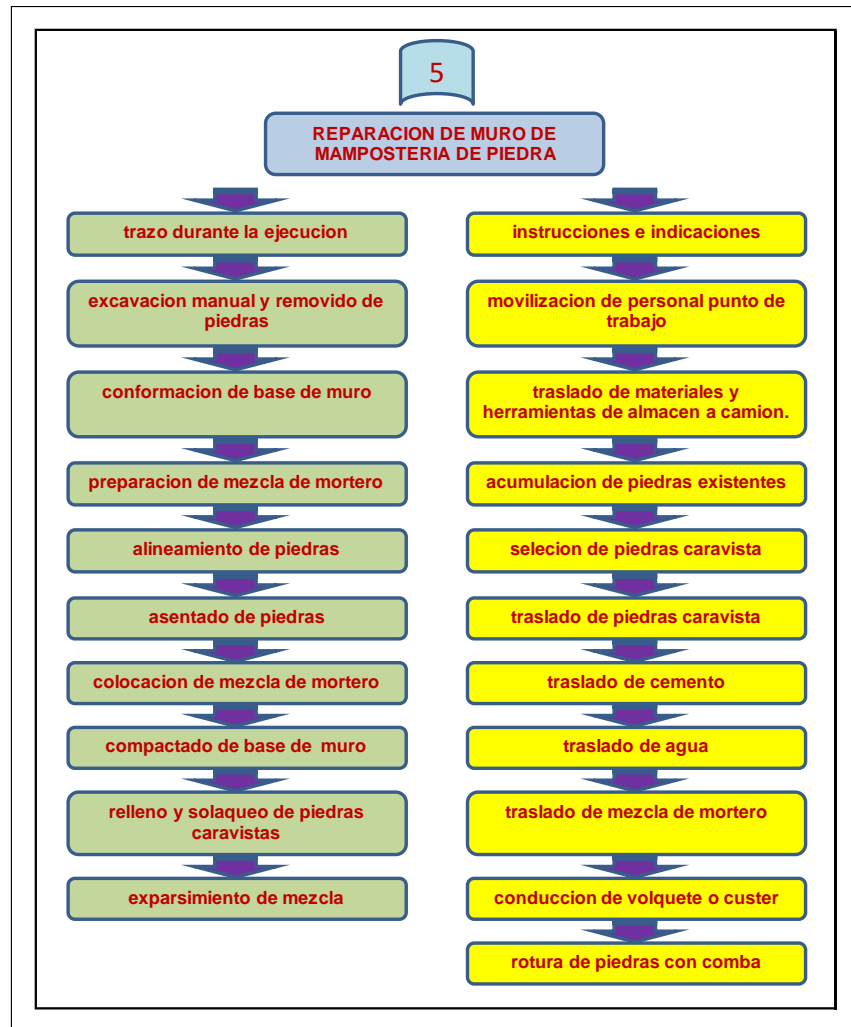 5
REPARACION DE MURO DE
MAMPOSTERIA DE PIEDRA
trazo durante la ejecucion
excavacion manual y removido de
piedras
conformacion de base de muro
preparacion de mezcla de mortero
alineamiento de piedras
asentado de piedras
colocacion de mezcla de mortero
compactado de base de muro
relleno y solaqueo de piedras
caravistas
exparsimiento de mezcla
instrucciones e indicaciones
movilizacion de personal punto de
trabajo
traslado de materiales y
herramientas de almacen a camion.
acumulacion de piedras existentes
selecion de piedras caravista
traslado de piedras caravista
traslado de cemento
traslado de agua
traslado de mezcla de mortero
conduccion de volquete o custer
rotura de piedras con comba